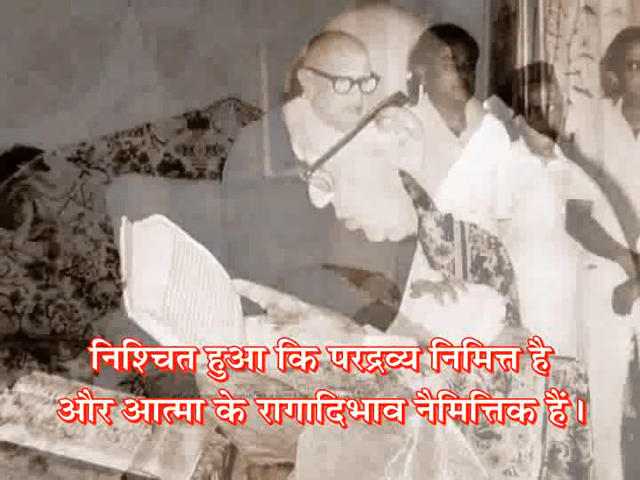 निश्चित हुआ कि परद्रव्य निमित्त है
और आत्मा के रागादिभाव नैमित्तिक हैं।